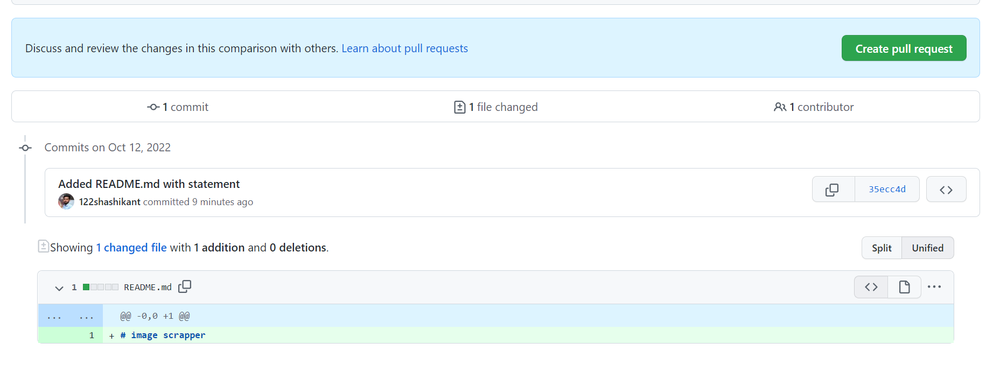 Discuss and review the changes in this comparison with others. Learn about pull requests
Create pull request
1 commit
1 file changed
1 contributor
Commits on Oct 12, 2022
Added README.md with statement
122shashikant committed 9 minutes ago
35ecc4d
Showing 1 changed file with 1 addition and 0 deletions.
Split
Unified
1
README.md
... ... @@ -0,0 +1 @@
1 + # image scrapper